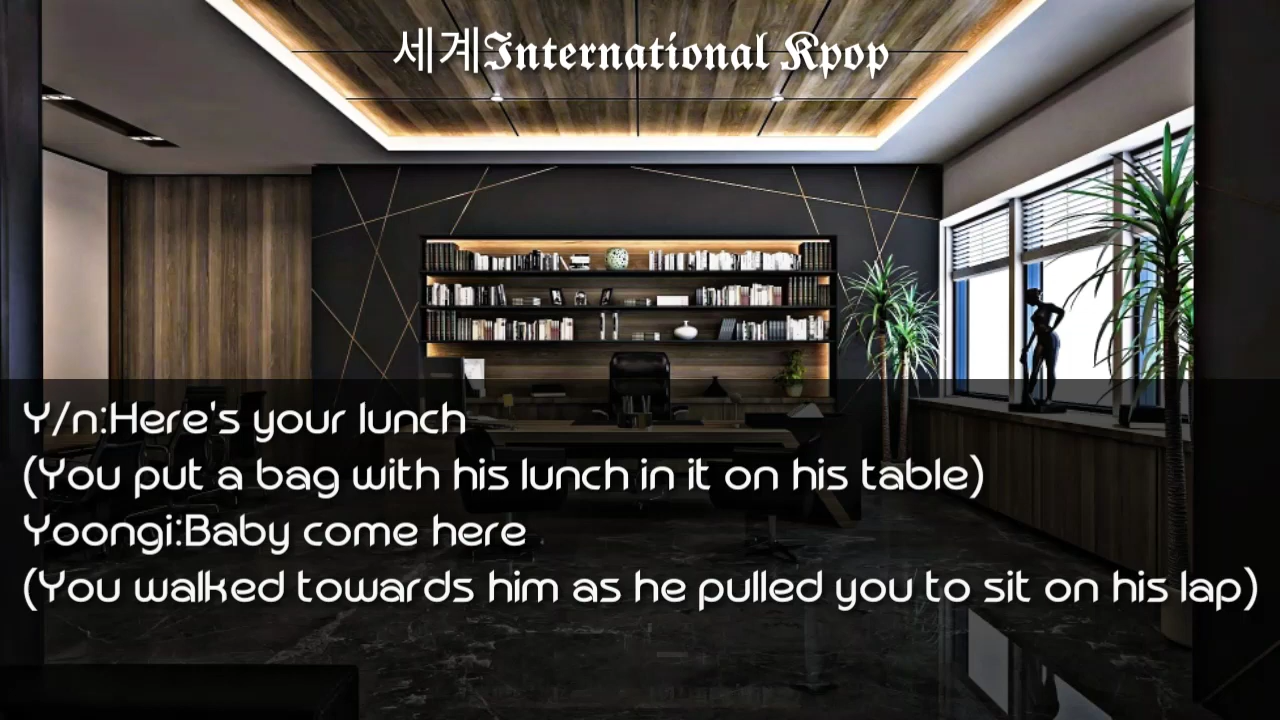 세계International Kpop
Y/n:Here's your lunch
(You put a bag with his lunch in it on his table)
Yoongi:Baby come here
(You walked towards him as he pulled you to sit on his lap)